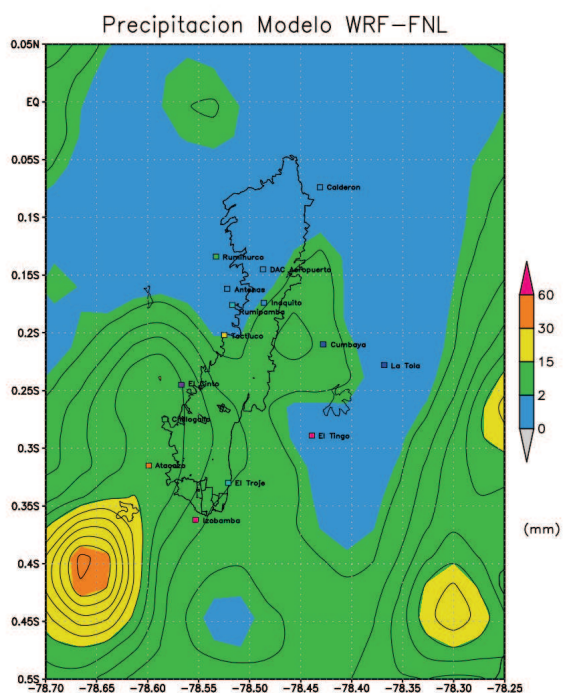 Precipitacion Modelo WRF-FNL
0.05N
EQ
0.05S
0.1S
0.15S
0.2S
0.25S
0.3S
0.35S
0.4S
0.45S
0.5S
Calderon
Rumihurco
DAC Aeropuerto
Antenas
Inaquito
Rumipamba
Toctiuco
Cumbaya
La Tola
El Cinto
Chillogallo
El Tingo
Atacazo
El Troje
Izobamba
60
30
15
2
0
(mm)
-78.70
-78.65
-78.60
-78.55
-78.50
-78.45
-78.40
-78.35
-78.30
-78.25